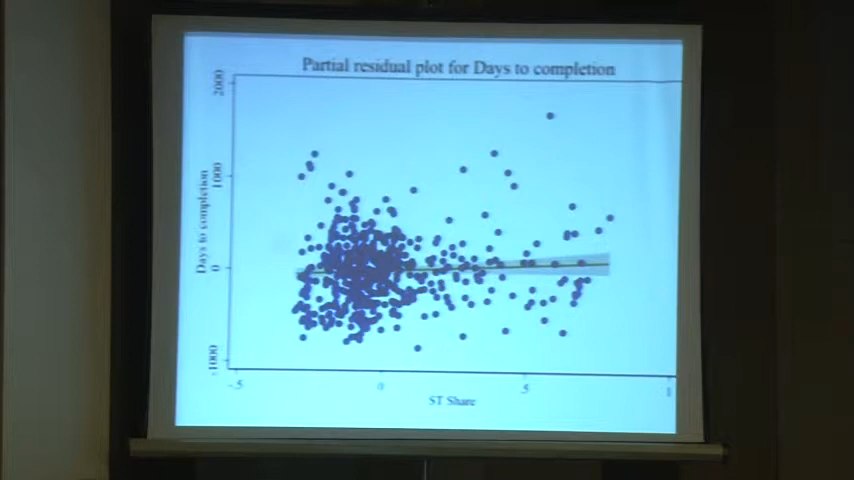 Partial residual plot for Days to completion
2000
1000
0
-1000
Days to completion
-.5
0
.5
1
ST Share